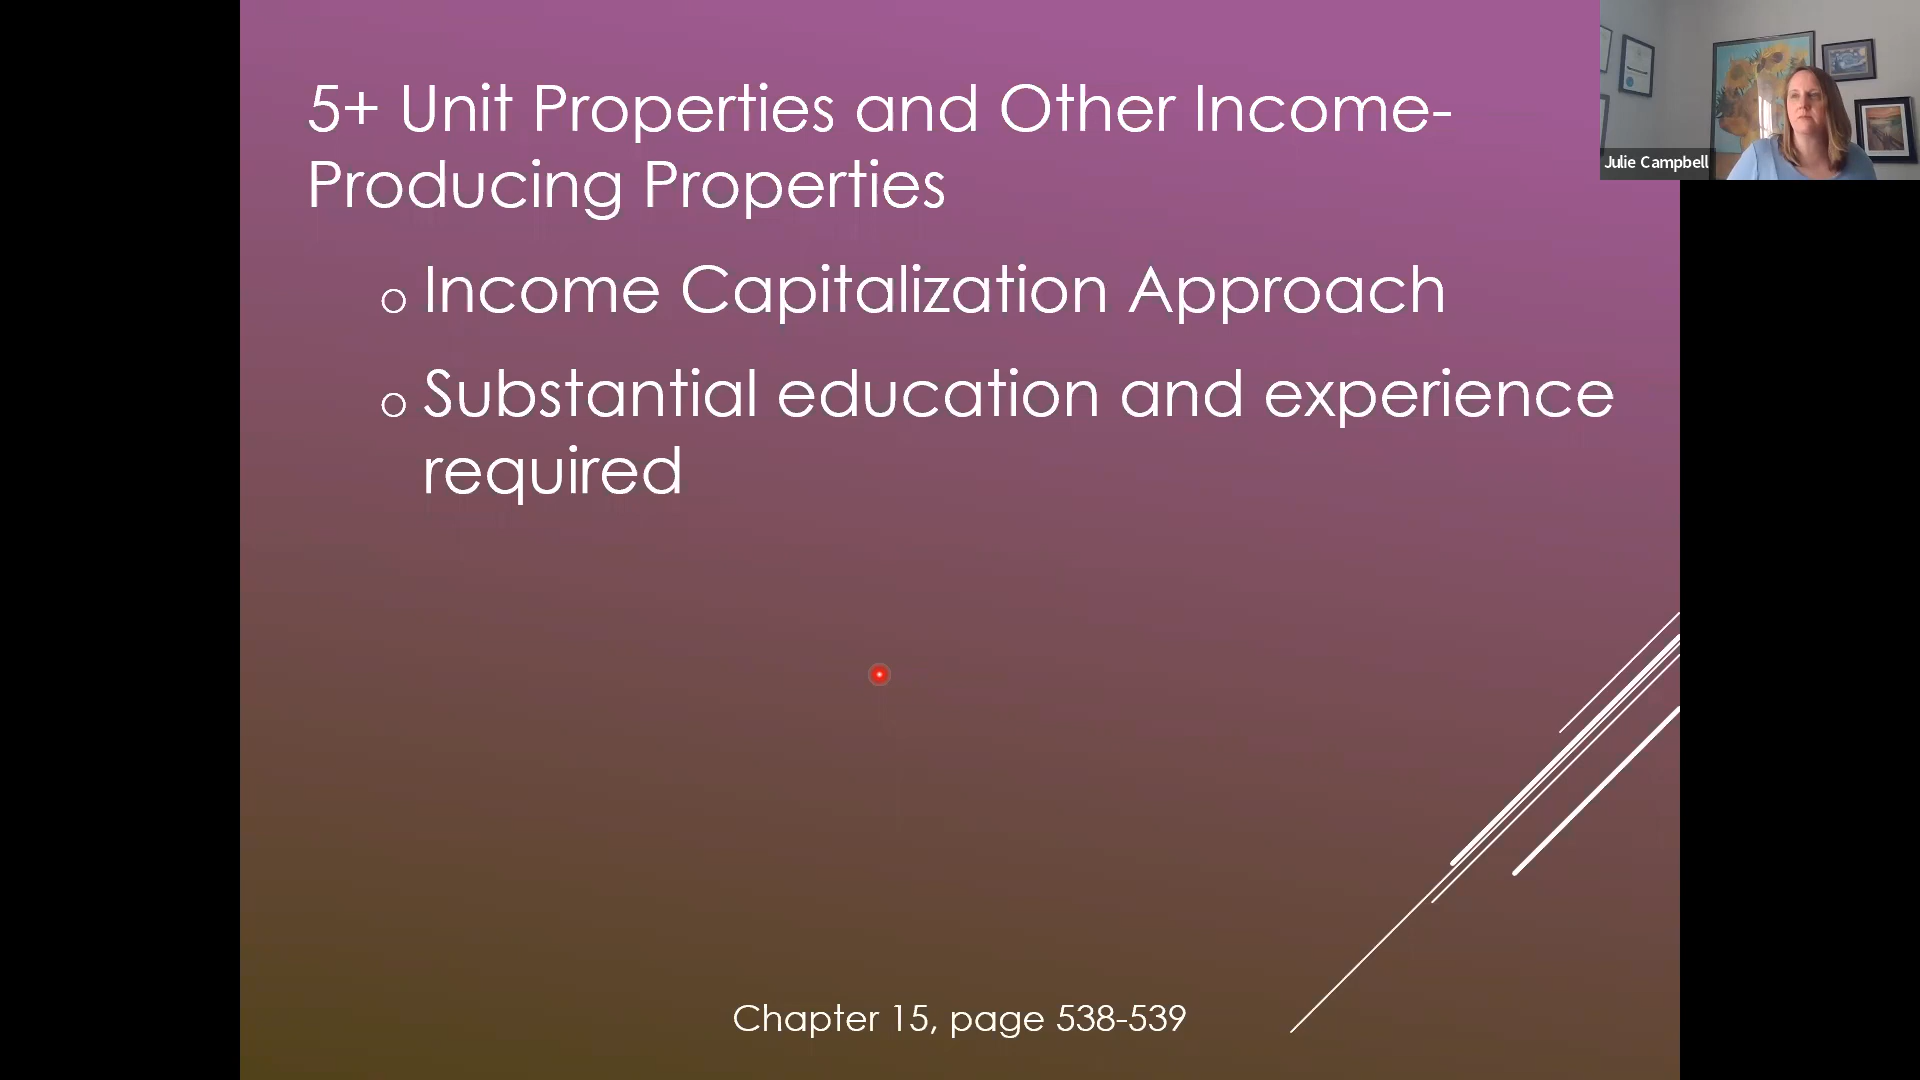 5+ Unit Properties and Other Income-
Producing Properties
o Income Capitalization Approach
o Substantial education and experience
required
Chapter 15, page 538-539
Julie Campbell